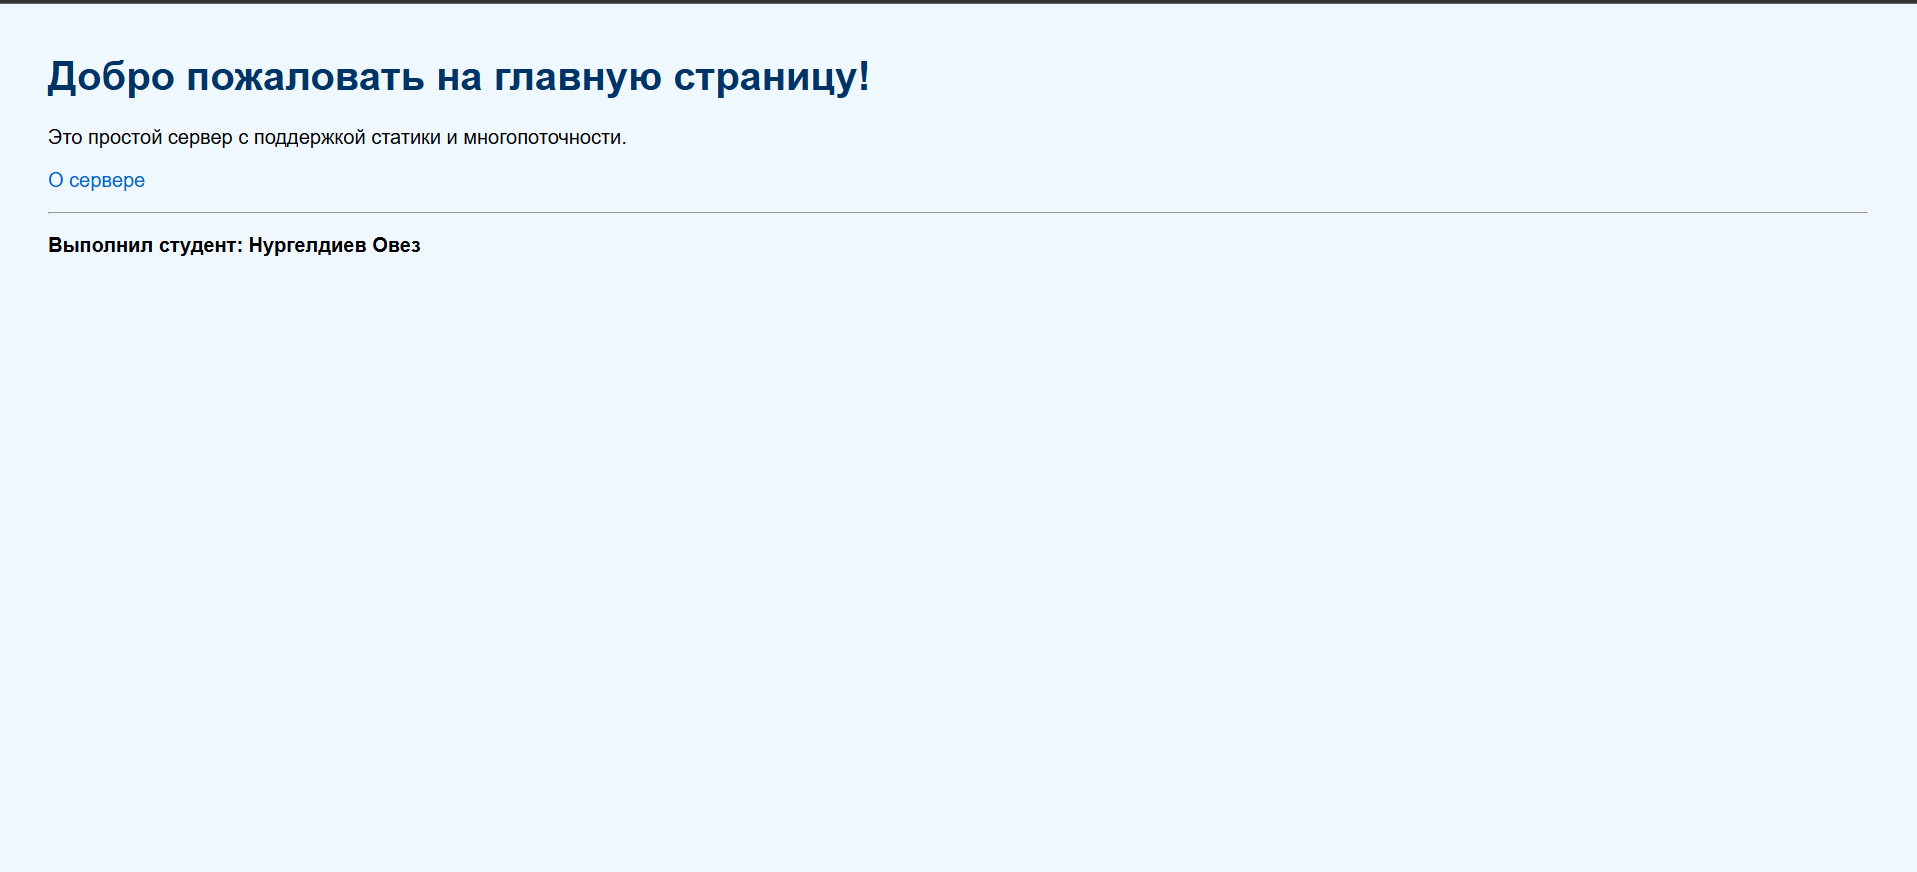 Добро пожаловать на главную страницу!
Это простой сервер с поддержкой статики и многопоточности.
О сервере
Выполнил студент: Нургелдиев Овез